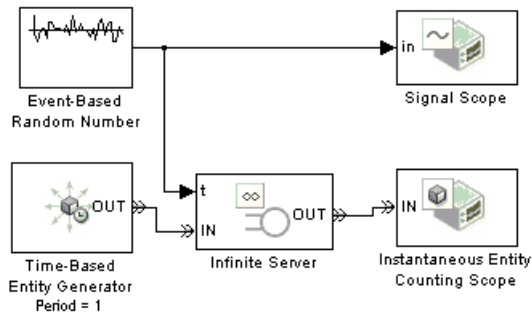 in
Event-Based
Random Number
Signal Scope
t
∞
OUT
IN
OUT
IN
Time-Based
Entity Generator
Period = 1
Infinite Server
Instantaneous Entity
Counting Scope